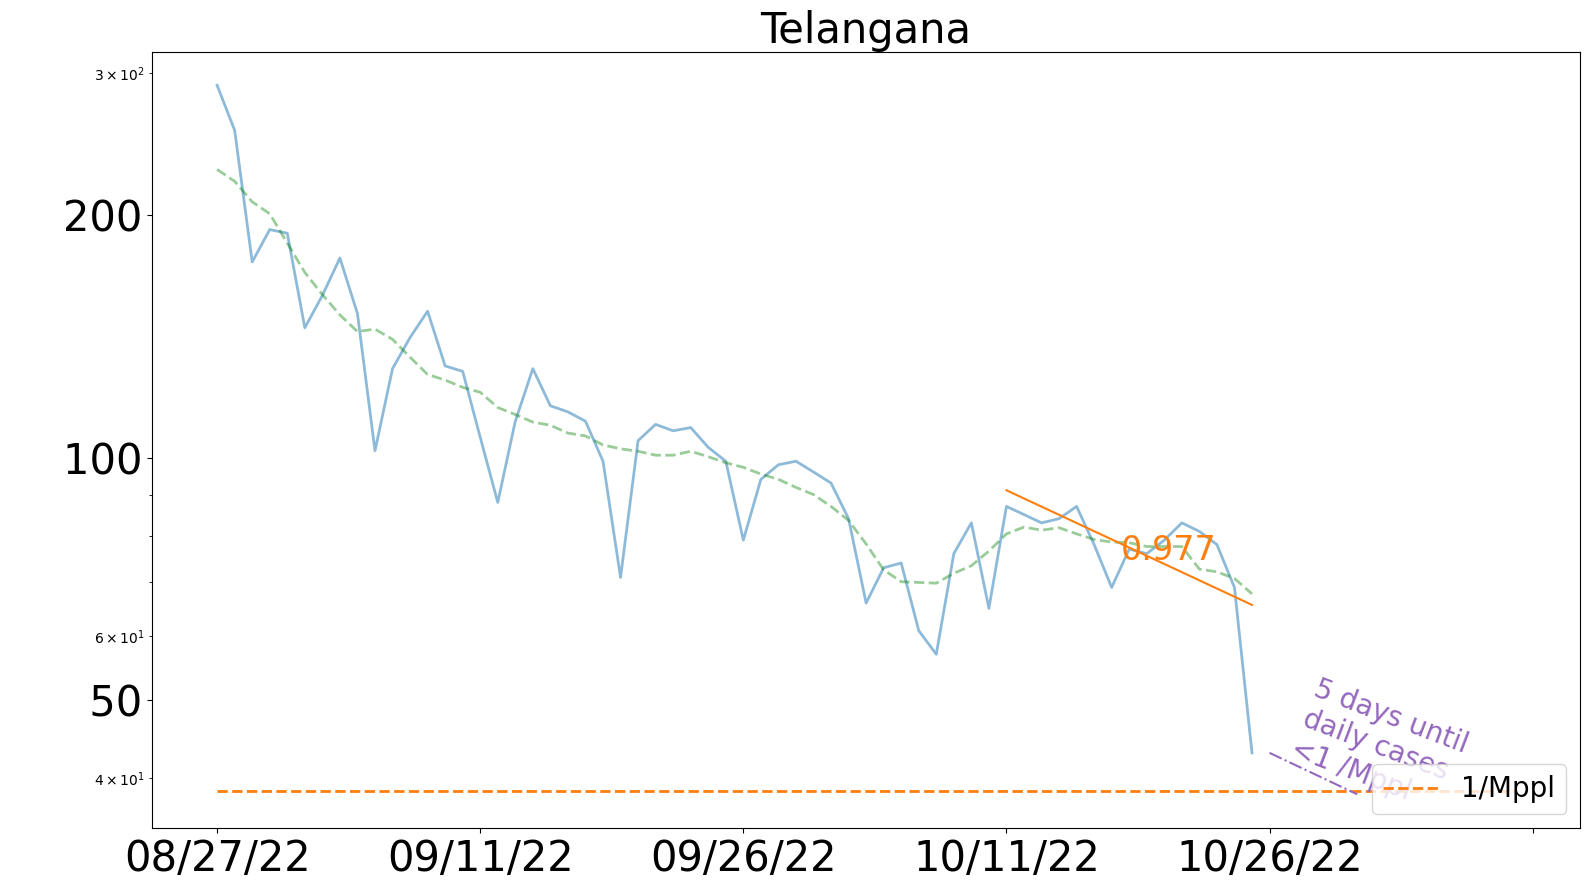 Telangana
3 × 10²
200
100
6 × 10¹
50
4 × 10¹
0.977
5 days until
daily cases
<1 /Mppl
1/Mppl
08/27/22 09/11/22 09/26/22 10/11/22 10/26/22